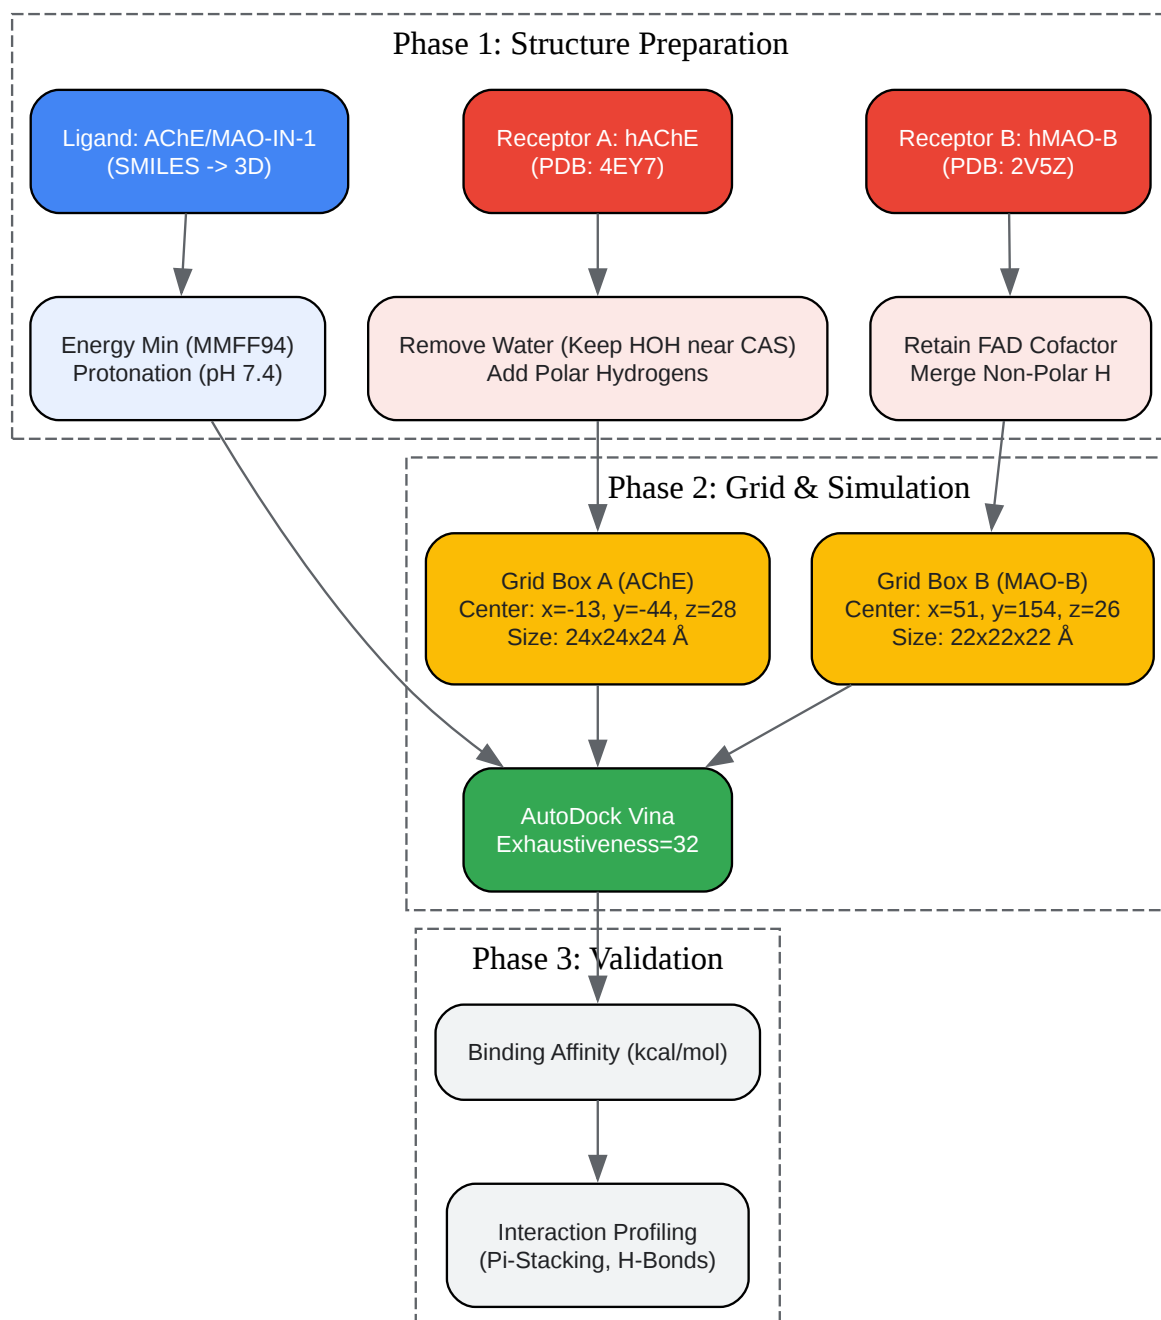 Phase 1: Structure Preparation
Ligand: AChE/MAO-IN-1
(SMILES -> 3D)
Receptor A: hAChE
(PDB: 4EY7)
Receptor B: hMAO-B
(PDB: 2V5Z)
Energy Min (MMFF94)
Protonation (pH 7.4)
Remove Water (Keep HOH near CAS)
Add Polar Hydrogens
Retain FAD Cofactor
Merge Non-Polar H
Phase 2: Grid & Simulation
Grid Box A (AChE)
Center: x=-13, y=-44, z=28
Size: 24x24x24 Å
Grid Box B (MAO-B)
Center: x=51, y=154, z=26
Size: 22x22x22 Å
AutoDock Vina
Exhaustiveness=32
Phase 3: Validation
Binding Affinity (kcal/mol)
Interaction Profiling
(Pi-Stacking, H-Bonds)